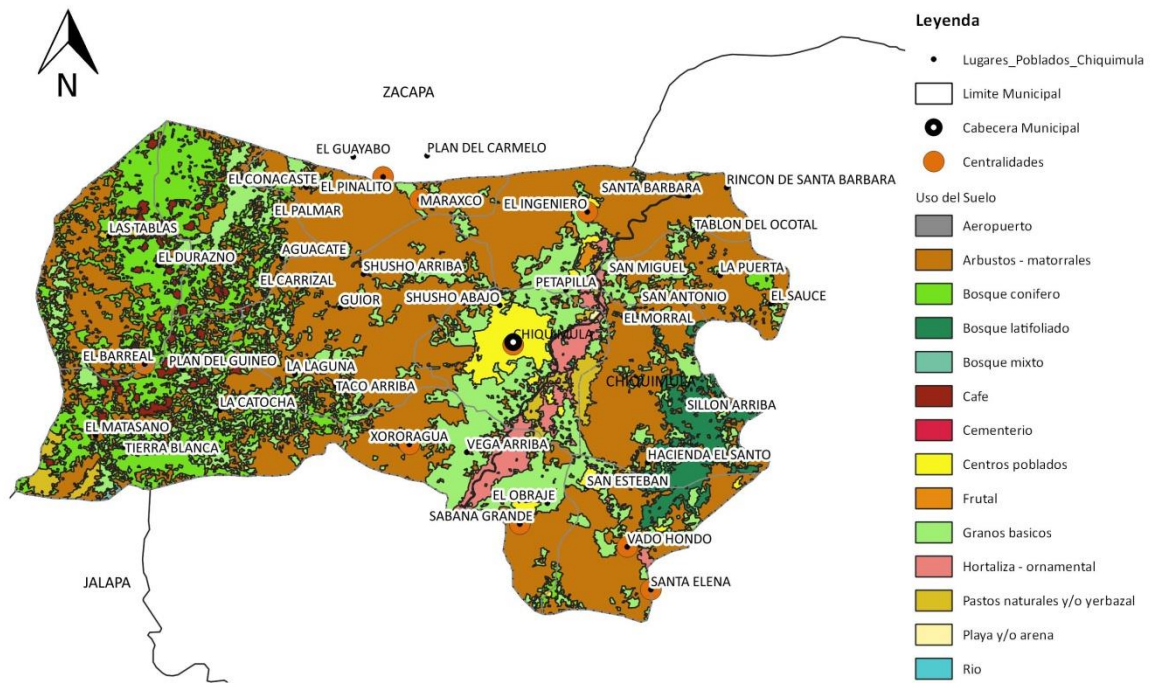 N
ZACAPA
EL GUAYABO
PLAN DEL CARMELO
EL CONACASTE
EL PINALITO
SANTA BARBARA
RINCON DE SANTA BARBARA
MARAXCO
EL INGENIERO
EL PALMAR
LAS TABLAS
TABLON DEL OCOTAL
EL DURAZNO
AGUACATE
SHUSHO ARRIBA
SAN MIGUEL
LA PUERTA
EL CARRIZAL
PETAPILLA
GUIOR
SHUSHO ABAJO
SAN ANTONIO
EL SAUCE
EL MORRAL
CHIQUIMULA
EL BARREAL
PLAN DEL GUINEO
LA LAGUNA
TACO ARRIBA
CHIQUIMULA
LA CATOCHA
SILLON ARRIBA
EL MATASANO
XORORAGUA
TIERRA BLANCA
VEGA ARRIBA
HACIENDA EL SANTO
SAN ESTEBAN
EL OBRAJE
SABANA GRANDE
VADO HONDO
JALAPA
SANTA ELENA
Leyenda
Lugares_Poblados_Chiquimula
Limite Municipal
Cabecera Municipal
Centralidades
Uso del Suelo
Aeropuerto
Arbustos - matorrales
Bosque conifero
Bosque latifoliado
Bosque mixto
Cafe
Cementerio
Centros poblados
Frutal
Granos basicos
Hortaliza - ornamental
Pastos naturales y/o yerbazal
Playa y/o arena
Rio